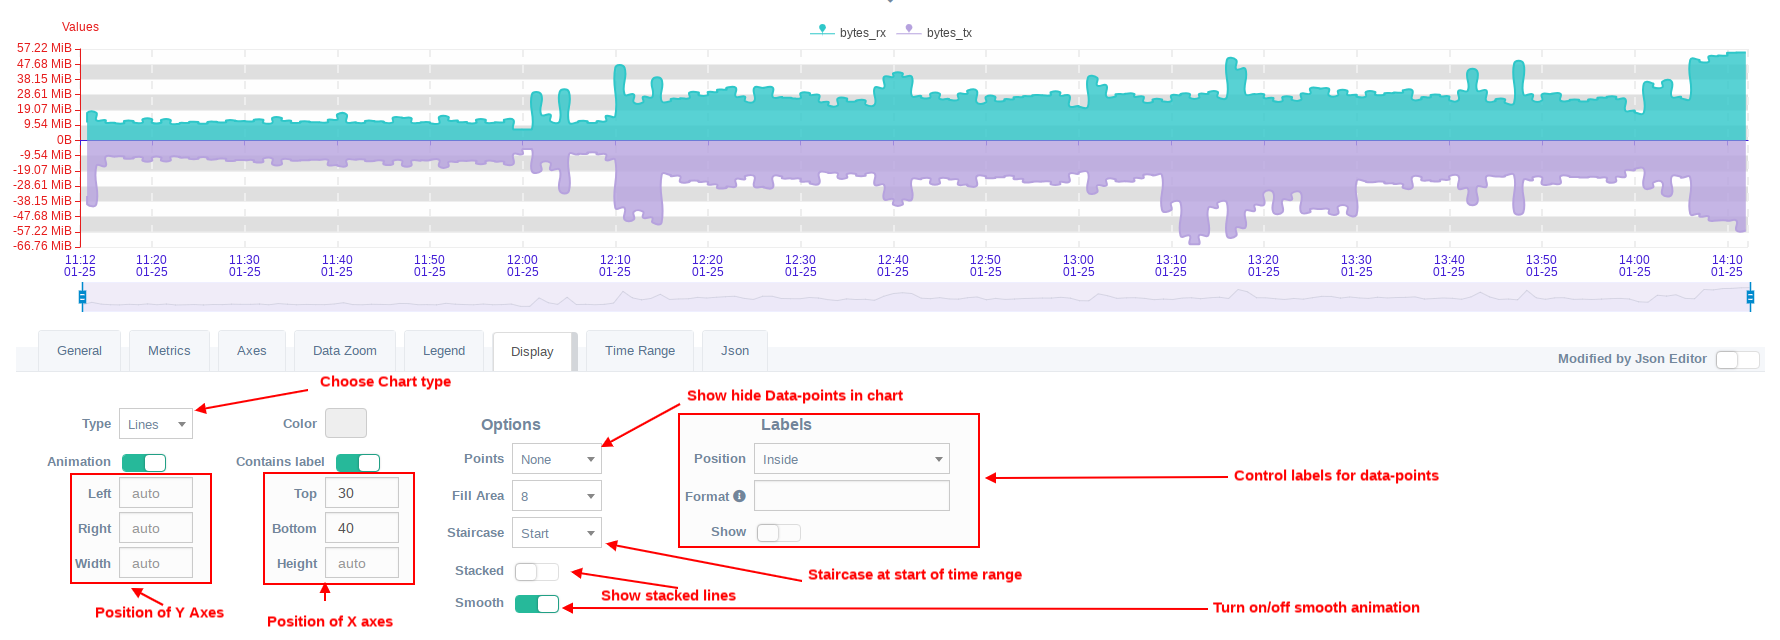 Values
bytes_rx bytes_tx
57.22 MiB
47.68 MiB
38.15 MiB
28.61 MiB
19.07 MiB
9.54 MiB
0B
-9.54 MiB
-19.07 MiB
-28.61 MiB
-38.15 MiB
-47.68 MiB
-57.22 MiB
-66.76 MiB
11:12 11:20 11:30 11:40 11:50 12:00 12:10 12:20 12:30 12:40 12:50 13:00 13:10 13:20 13:30 13:40 13:50 14:00 14:10
01-25 01-25 01-25 01-25 01-25 01-25 01-25 01-25 01-25 01-25 01-25 01-25 01-25 01-25 01-25 01-25 01-25 01-25 01-25
General Metrics Axes Data Zoom Legend Display Time Range Json
Modified by Json Editor
Choose Chart type
Show hide Data-points in chart
Type Lines Color Options Labels
Points None Position Inside
Animation Contains label
Control labels for data-points
Left auto Top 30 Fill Area 8 Format
Right auto Bottom 40 Staircase Start Show
Width auto Height auto Stacked
Staircase at start of time range
Show stacked lines
Smooth
Turn on/off smooth animation
Position of Y Axes
Position of X axes